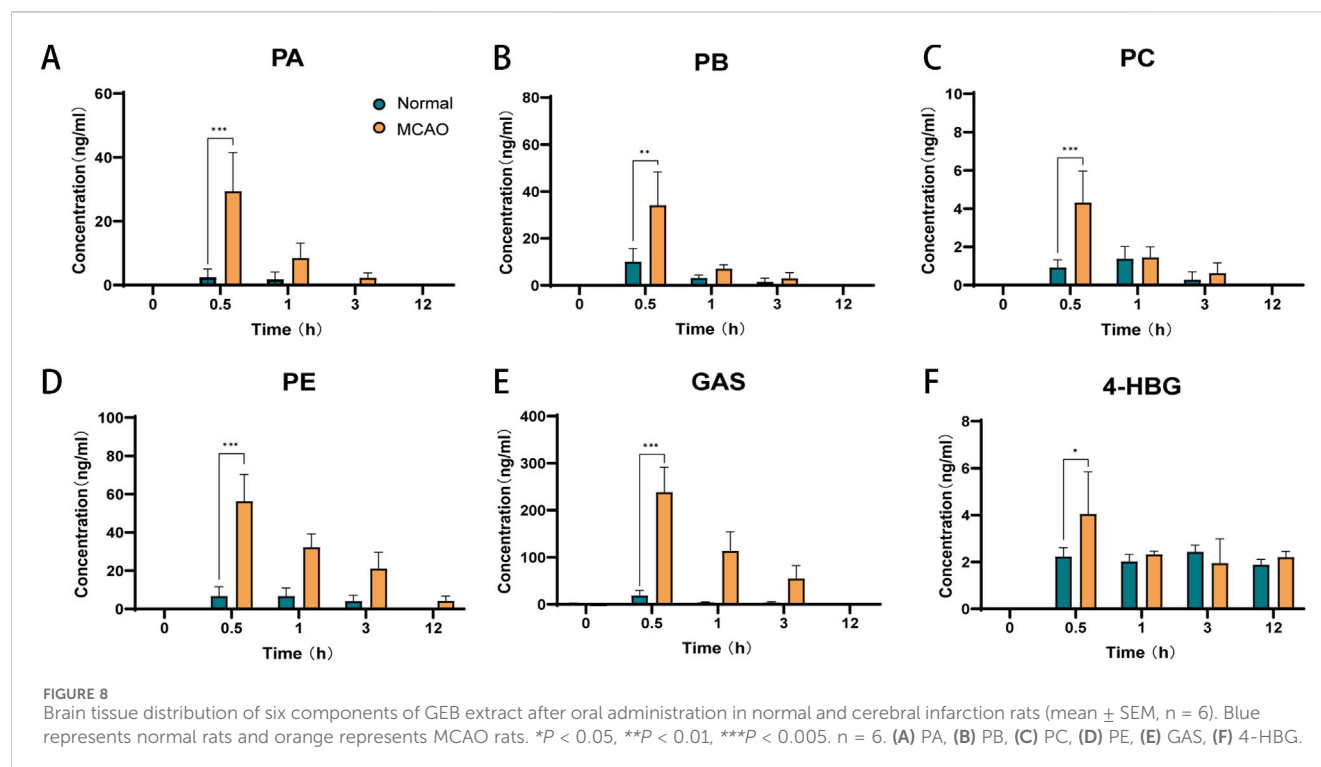 A
PA
Concentration (ng/ml)
60
40
20
0
***
Normal
MCAO
0 0.5 1 3 12
Time (h)
B
PB
Concentration (ng/ml)
80
60
40
20
0
**
0 0.5 1 3 12
Time (h)
C
PC
Concentration (ng/ml)
10
8
6
4
2
0
***
0 0.5 1 3 12
Time (h)
D
PE
Concentration (ng/ml)
100
80
60
40
20
0
***
0 0.5 1 3 12
Time (h)
E
GAS
Concentration (ng/ml)
400
300
200
100
0
***
0 0.5 1 3 12
Time (h)
F
4-HBG
Concentration (ng/ml)
8
6
4
2
0
*
0 0.5 1 3 12
Time (h)
FIGURE 8
Brain tissue distribution of six components of GEB extract after oral administration in normal and cerebral infarction rats (mean ± SEM, n = 6). Blue
represents normal rats and orange represents MCAO rats. *P < 0.05, **P < 0.01, ***P < 0.005. n = 6. (A) PA, (B) PB, (C) PC, (D) PE, (E) GAS, (F) 4-HBG.